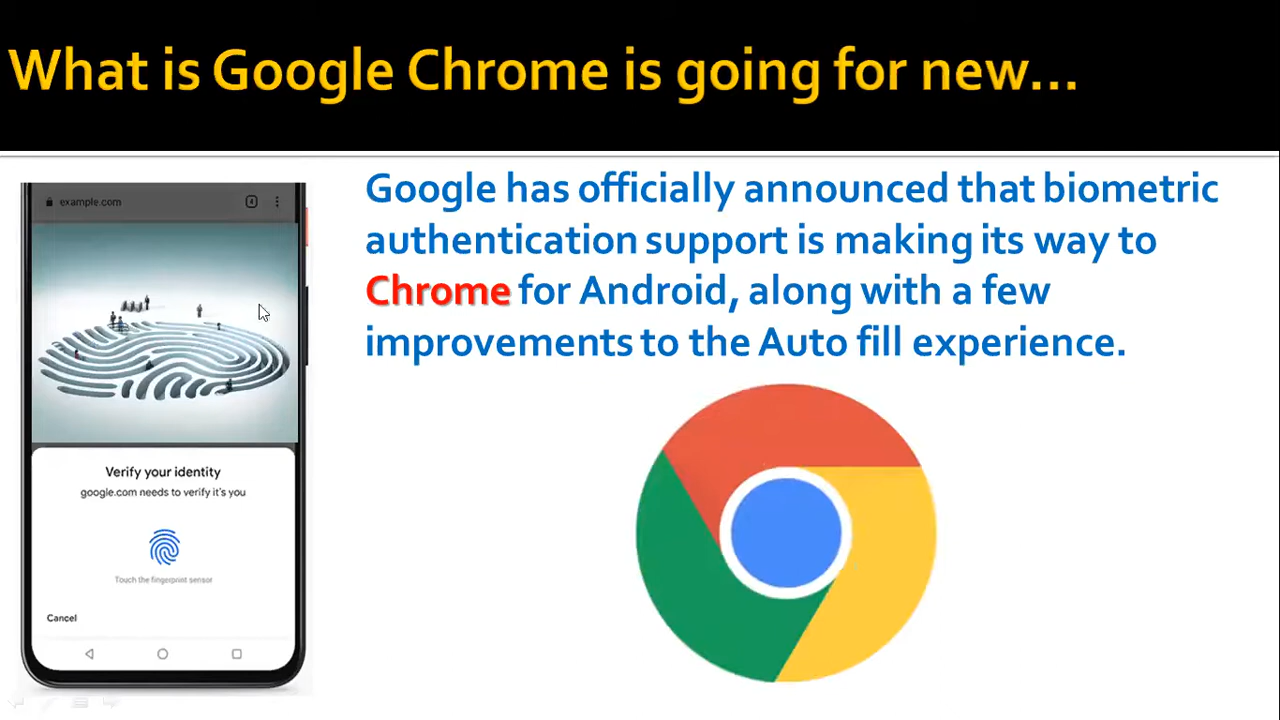 What is Google Chrome is going for new...
Google has officially announced that biometric
authentication support is making its way to
Chrome for Android, along with a few
improvements to the Auto fill experience.
example.com
4
Verify your identity
google.com needs to verify it's you
Touch the fingerprint sensor
Cancel